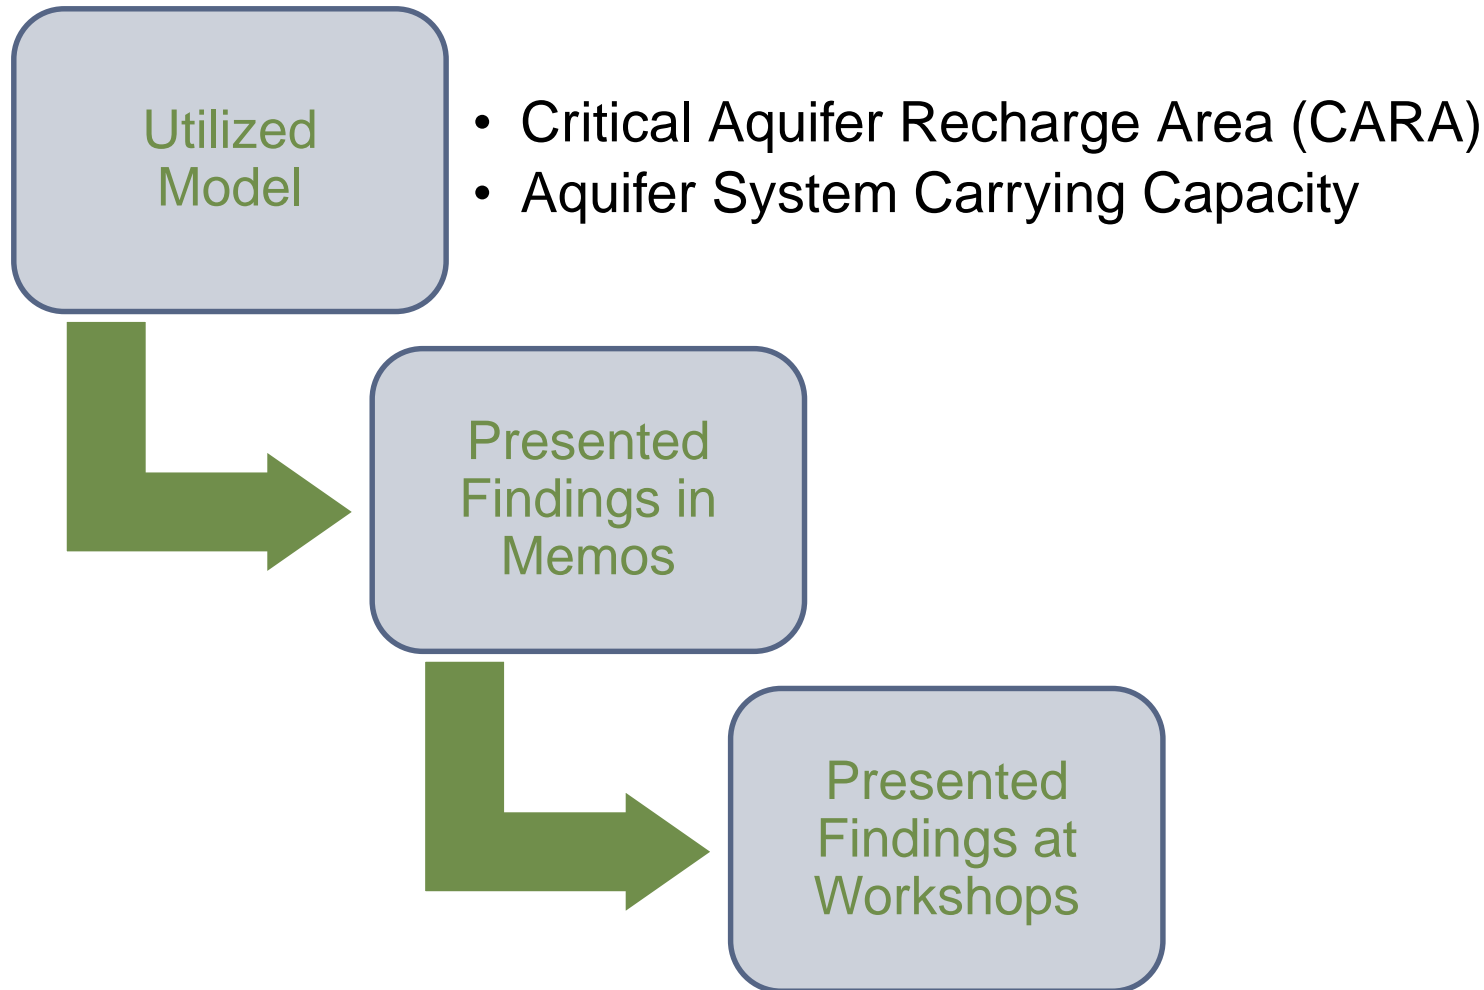 Utilized
Model
• Critical Aquifer Recharge Area (CARA)
• Aquifer System Carrying Capacity
Presented
Findings in
Memos
Presented
Findings at
Workshops